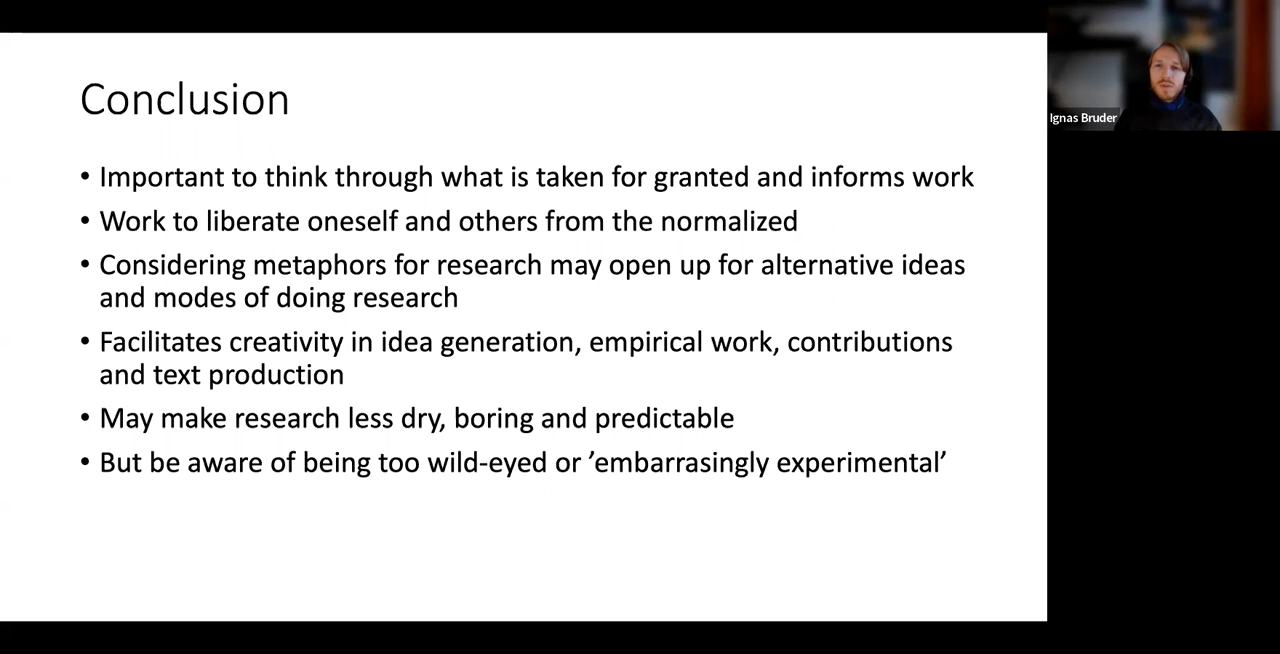 Conclusion
• Important to think through what is taken for granted and informs work
• Work to liberate oneself and others from the normalized
• Considering metaphors for research may open up for alternative ideas
and modes of doing research
• Facilitates creativity in idea generation, empirical work, contributions
and text production
• May make research less dry, boring and predictable
• But be aware of being too wild-eyed or ’embarrasingly experimental’
Ignas Bruder